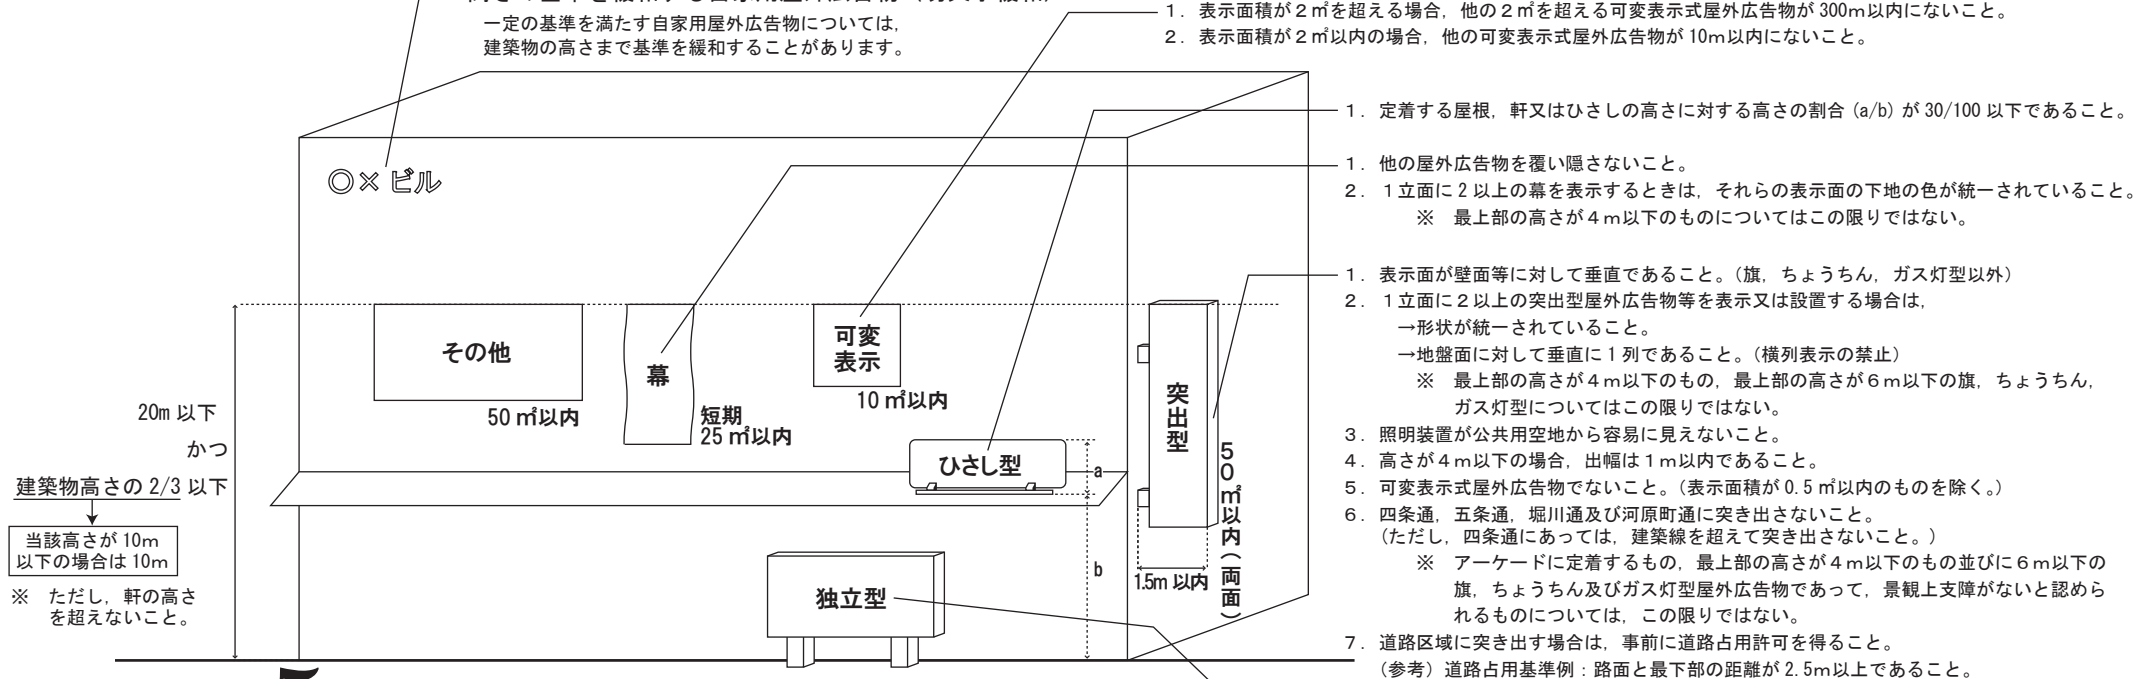 一定の基準を満たす自家用屋外広告物については，
建築物の高さまで基準を緩和することがあります。
1．表示面積が２㎡を超える場合，他の２㎡を超える可変表示式屋外広告物が300ｍ以内にないこと。
2．表示面積が２㎡以内の場合，他の可変表示式屋外広告物が10ｍ以内にないこと。
1．定着する屋根，軒又はひさしの高さに対する高さの割合 (a/b) が 30/100 以下であること。
1．他の屋外広告物を覆い隠さないこと。
2．１立面に２以上の幕を表示するときは，それらの表示面の下地の色が統一されていること。
※　最上部の高さが４ｍ以下のものについてはこの限りではない。
◎× ビル
1．表示面が壁面等に対して垂直であること。（旗，ちょうちん，ガス灯型以外）
2．１立面に２以上の突出型屋外広告物等を表示又は設置する場合は，
→形状が統一されていること。
→地盤面に対して垂直に１列であること。（横列表示の禁止）
※　最上部の高さが４ｍ以下のもの，最上部の高さが６ｍ以下の旗，ちょうちん，
ガス灯型についてはこの限りではない。
3．照明装置が公共用空地から容易に見えないこと。
4．高さが４ｍ以下の場合，出幅は１ｍ以内であること。
5．可変表示式屋外広告物でないこと。（表示面積が 0.5 ㎡以内のものを除く。）
6．四条通，五条通，堀川通及び河原町通に突き出さないこと。
（ただし，四条通にあっては，建築線を超えて突き出さないこと。）
※　アーケードに定着するもの，最上部の高さが４ｍ以下のもの並びに６ｍ以下の
旗，ちょうちん及びガス灯型屋外広告物であって，景観上支障がないと認めら
れるものについては，この限りではない。
7．道路区域に突き出す場合は，事前に道路占用許可を得ること。
（参考）道路占用基準例：路面と最下部の距離が 2.5ｍ以上であること。
その他
50 ㎡以内
幕
短期
25 ㎡以内
可変
表示
10 ㎡以内
ひさし型
a
b
突出型
５０㎡以内（両面）
1.5m 以内
独立型
20m 以下
かつ
建築物高さの 2/3 以下
当該高さが 10m
以下の場合は 10m
※　ただし，軒の高さ
を超えないこと。